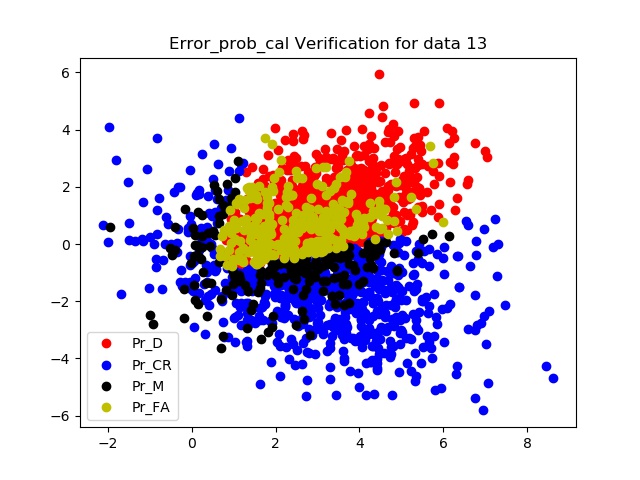 Error_prob_cal Verification for data 13
6
4
2
0
−2
−4
−6
Pr_D
Pr_CR
Pr_M
Pr_FA
−2 0 2 4 6 8